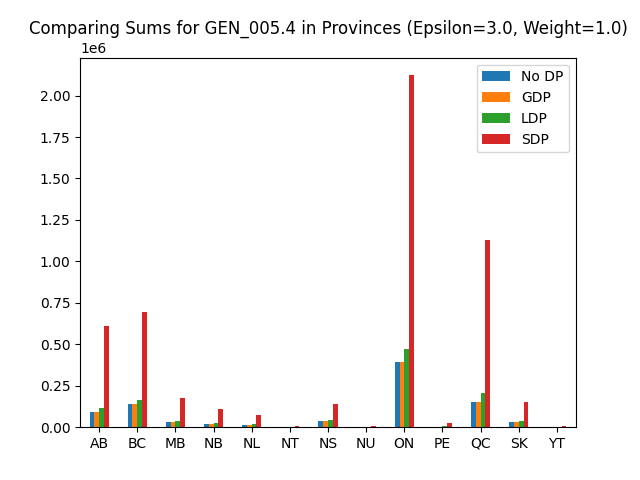 Comparing Sums for GEN_005.4 in Provinces (Epsilon=3.0, Weight=1.0)
1e6
No DP
GDP
LDP
SDP
2.00
1.75
1.50
1.25
1.00
0.75
0.50
0.25
0.00
AB BC MB NB NL NT NS NU ON PE QC SK YT